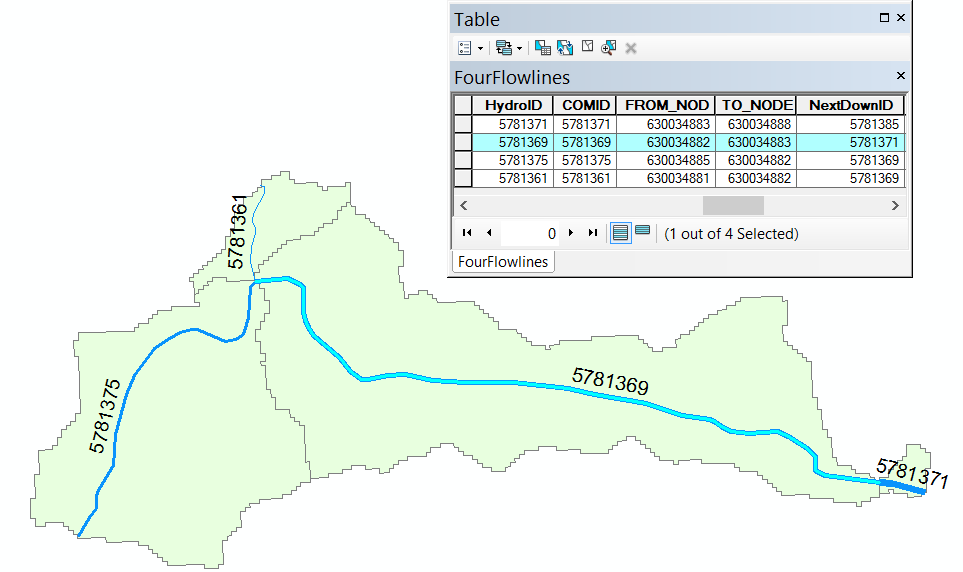 Table
FourFlowlines
HydroID COMID FROM_NOD TO_NODE NextDownID
5781371 5781371 630034883 630034888 5781385
5781369 5781369 630034882 630034883 5781371
5781375 5781375 630034885 630034882 5781369
5781361 5781361 630034881 630034882 5781369
0 (1 out of 4 Selected)
FourFlowlines
5781361
5781375
5781369
5781371